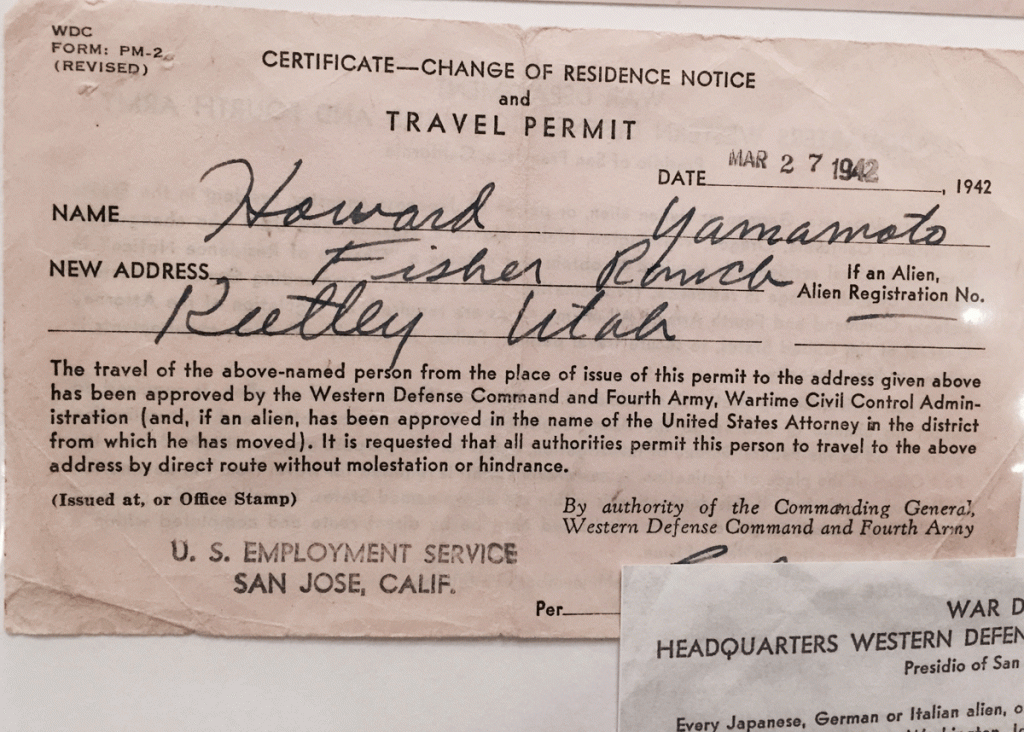 WDC
FORM: PM-2
(REVISED)
CERTIFICATE—CHANGE OF RESIDENCE NOTICE
and
TRAVEL PERMIT
DATE MAR 27 1942, 1942
NAME Howard Yamamoto
NEW ADDRESS Fisher Ranch
If an Alien,
Alien Registration No.
Utah
The travel of the above-named person from the place of issue of this permit to the address given above
has been approved by the Western Defense Command and Fourth Army, Wartime Civil Control Admin-
istration (and, if an alien, has been approved in the name of the United States Attorney in the district
from which he has moved). It is requested that all authorities permit this person to travel to the above
address by direct route without molestation or hindrance.
(Issued at, or Office Stamp)
By authority of the Commanding General,
Western Defense Command and Fourth Army
U. S. EMPLOYMENT SERVICE
SAN JOSE, CALIF.
Per
WAR D
HEADQUARTERS WESTERN DEFEN
Presidio of San
Every Japanese, German or Italian alien, o